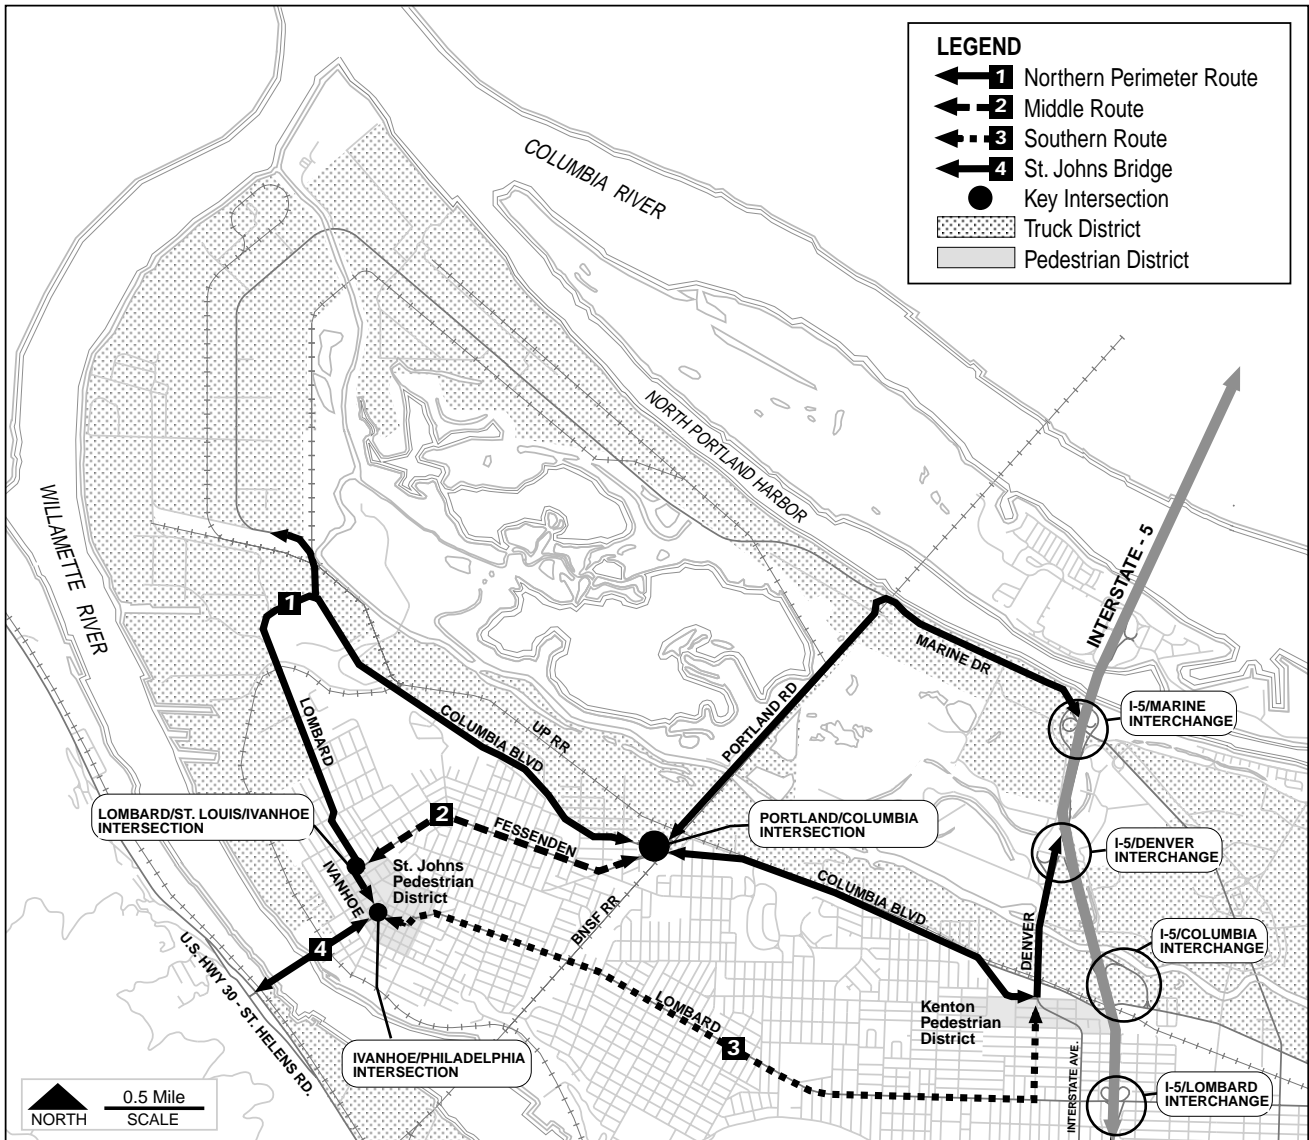 LEGEND
1 Northern Perimeter Route
2 Middle Route
3 Southern Route
4 St. Johns Bridge
Key Intersection
Truck District
Pedestrian District
COLUMBIA RIVER
NORTH PORTLAND HARBOR
WILLAMETTE RIVER
INTERSTATE - 5
MARINE DR
I-5/MARINE
INTERCHANGE
PORTLAND RD
1
LOMBARD
COLUMBIA BLVD
UP RR
LOMBARD/ST. LOUIS/IVANHOE
INTERSECTION
2
FESSENDEN
PORTLAND/COLUMBIA
INTERSECTION
I-5/DENVER
INTERCHANGE
St. Johns
Pedestrian
District
IVANHOE
COLUMBIA BLVD
BNSF RR
DENVER
I-5/COLUMBIA
INTERCHANGE
4
U.S. HWY 30 - ST. HELENS RD.
LOMBARD
3
Kenton
Pedestrian
District
IVANHOE/PHILADELPHIA
INTERSECTION
INTERSTATE AVE.
I-5/LOMBARD
INTERCHANGE
NORTH
0.5 Mile
SCALE